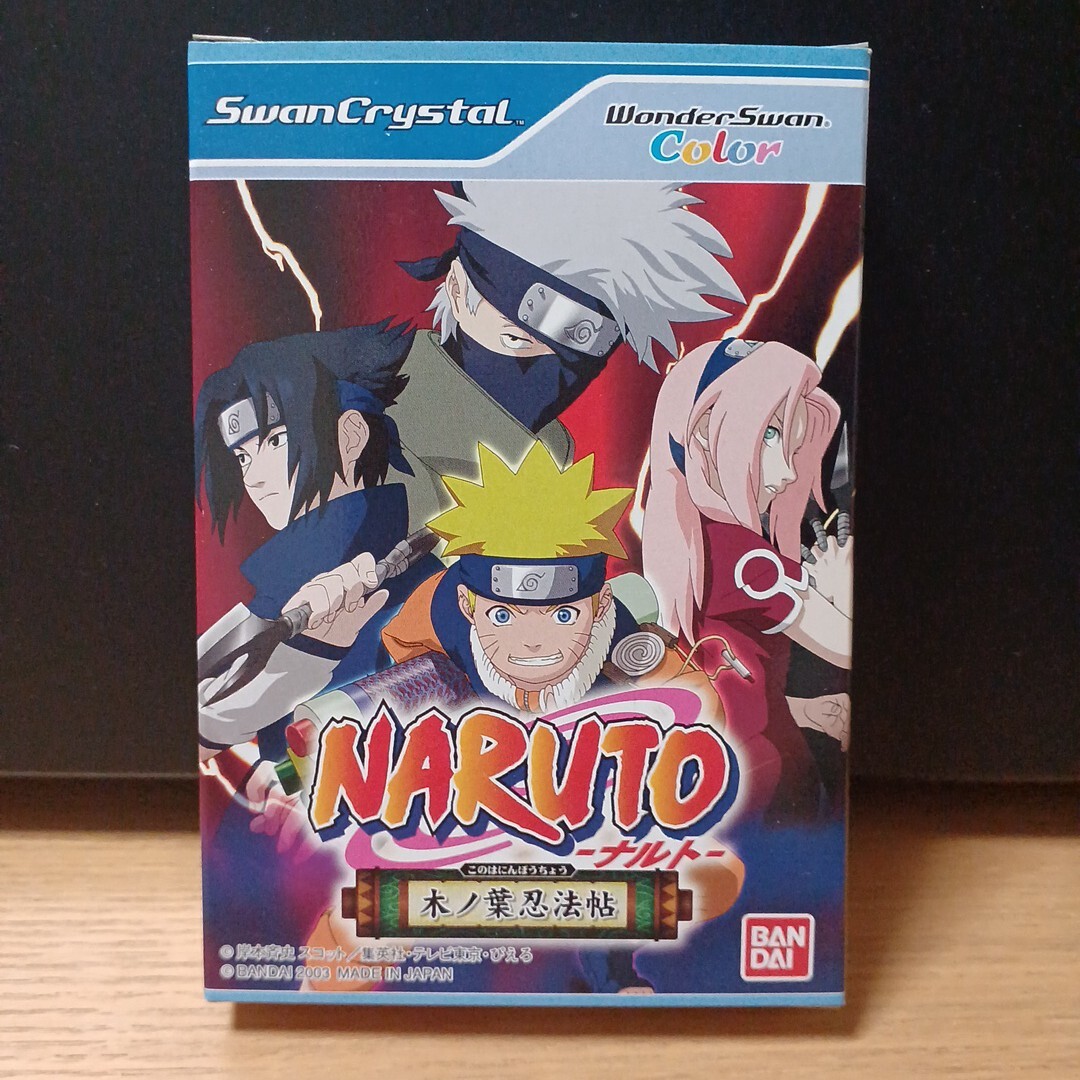 SwanCrystal™
WonderSwan®
Color
NARUTO
-ナルト-
このはにんぽうちょう
木ノ葉忍法帖
© 岸本斉史 スコット／集英社・テレビ東京・ぴえろ
© BANDAI 2003 MADE IN JAPAN
BAN
DAI